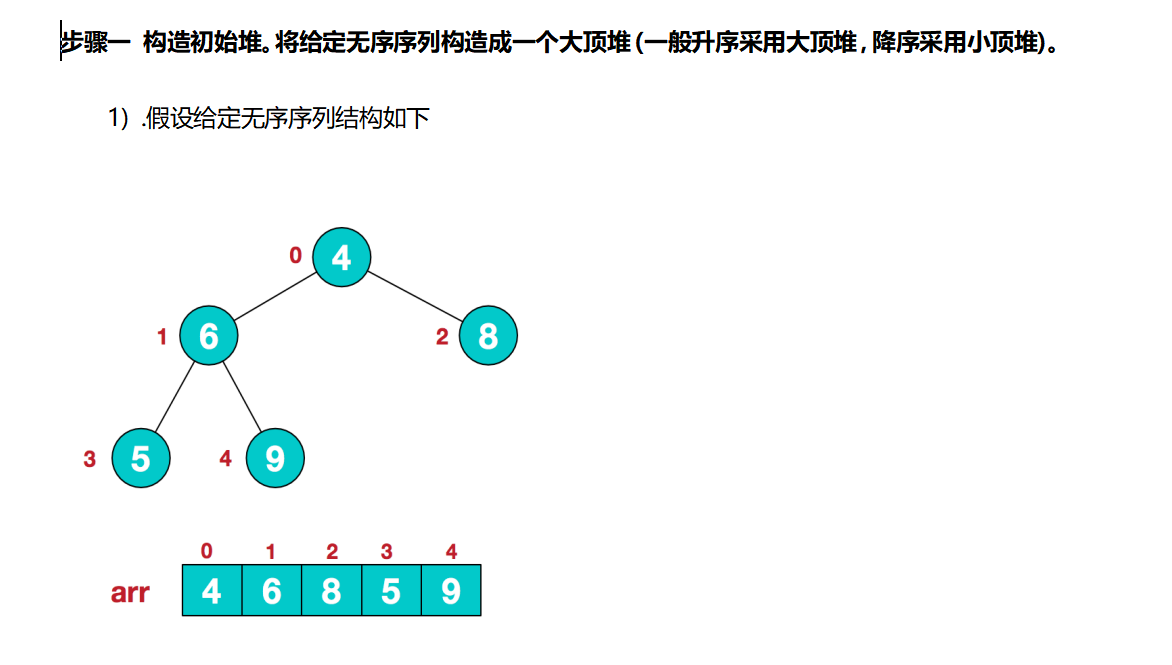 步骤一 构造初始堆。将给定无序序列构造成一个大顶堆(一般升序采用大顶堆,降序采用小顶堆)。
1) .假设给定无序序列结构如下
0 4
1 6 2 8
3 5 4 9
0 1 2 3 4
arr 4 6 8 5 9